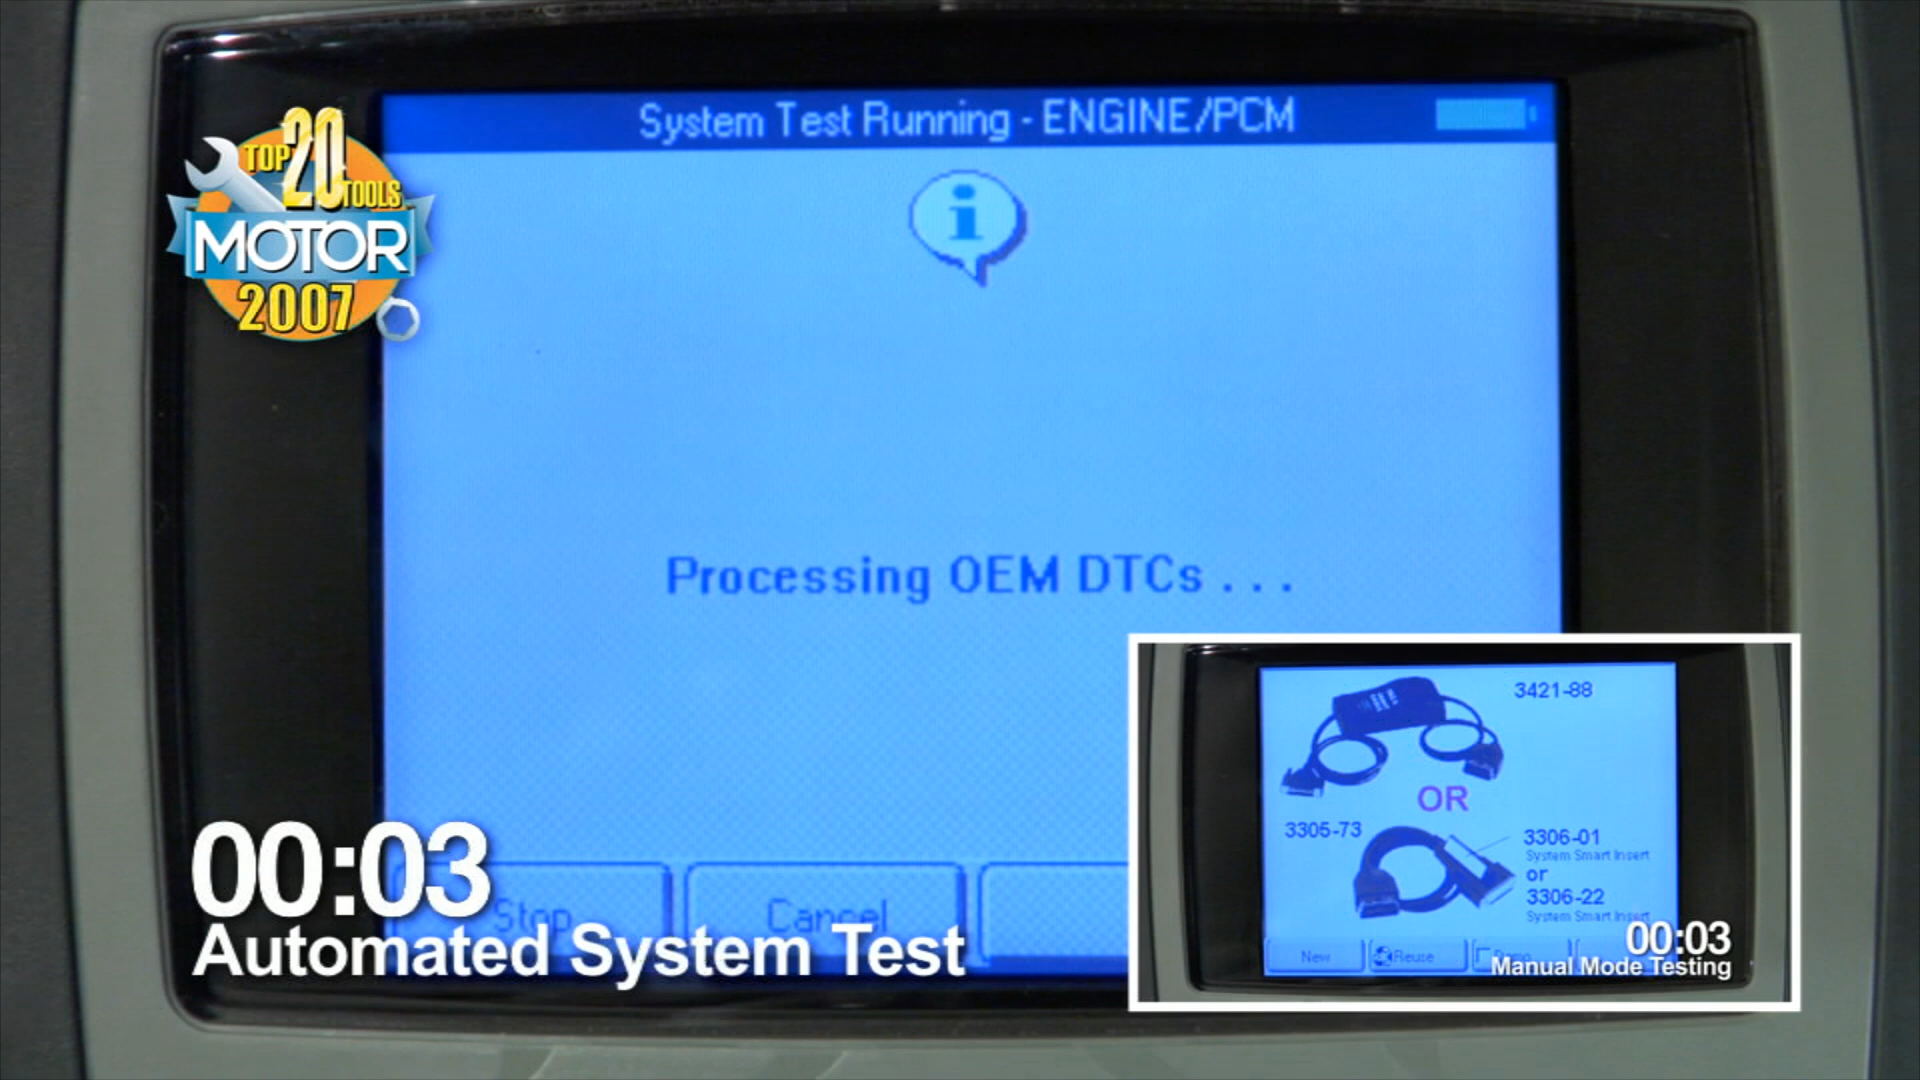 System Test Running - ENGINE/PCM
TOP 20 TOOLS
MOTOR
2007
i
Processing OEM DTCs . . .
Stop
Cancel
00:03
Automated System Test
3421-88
OR
3305-73
3306-01
System Smart Insert
or
3306-22
System Smart Insert
New
Reuse
00:03
Manual Mode Testing